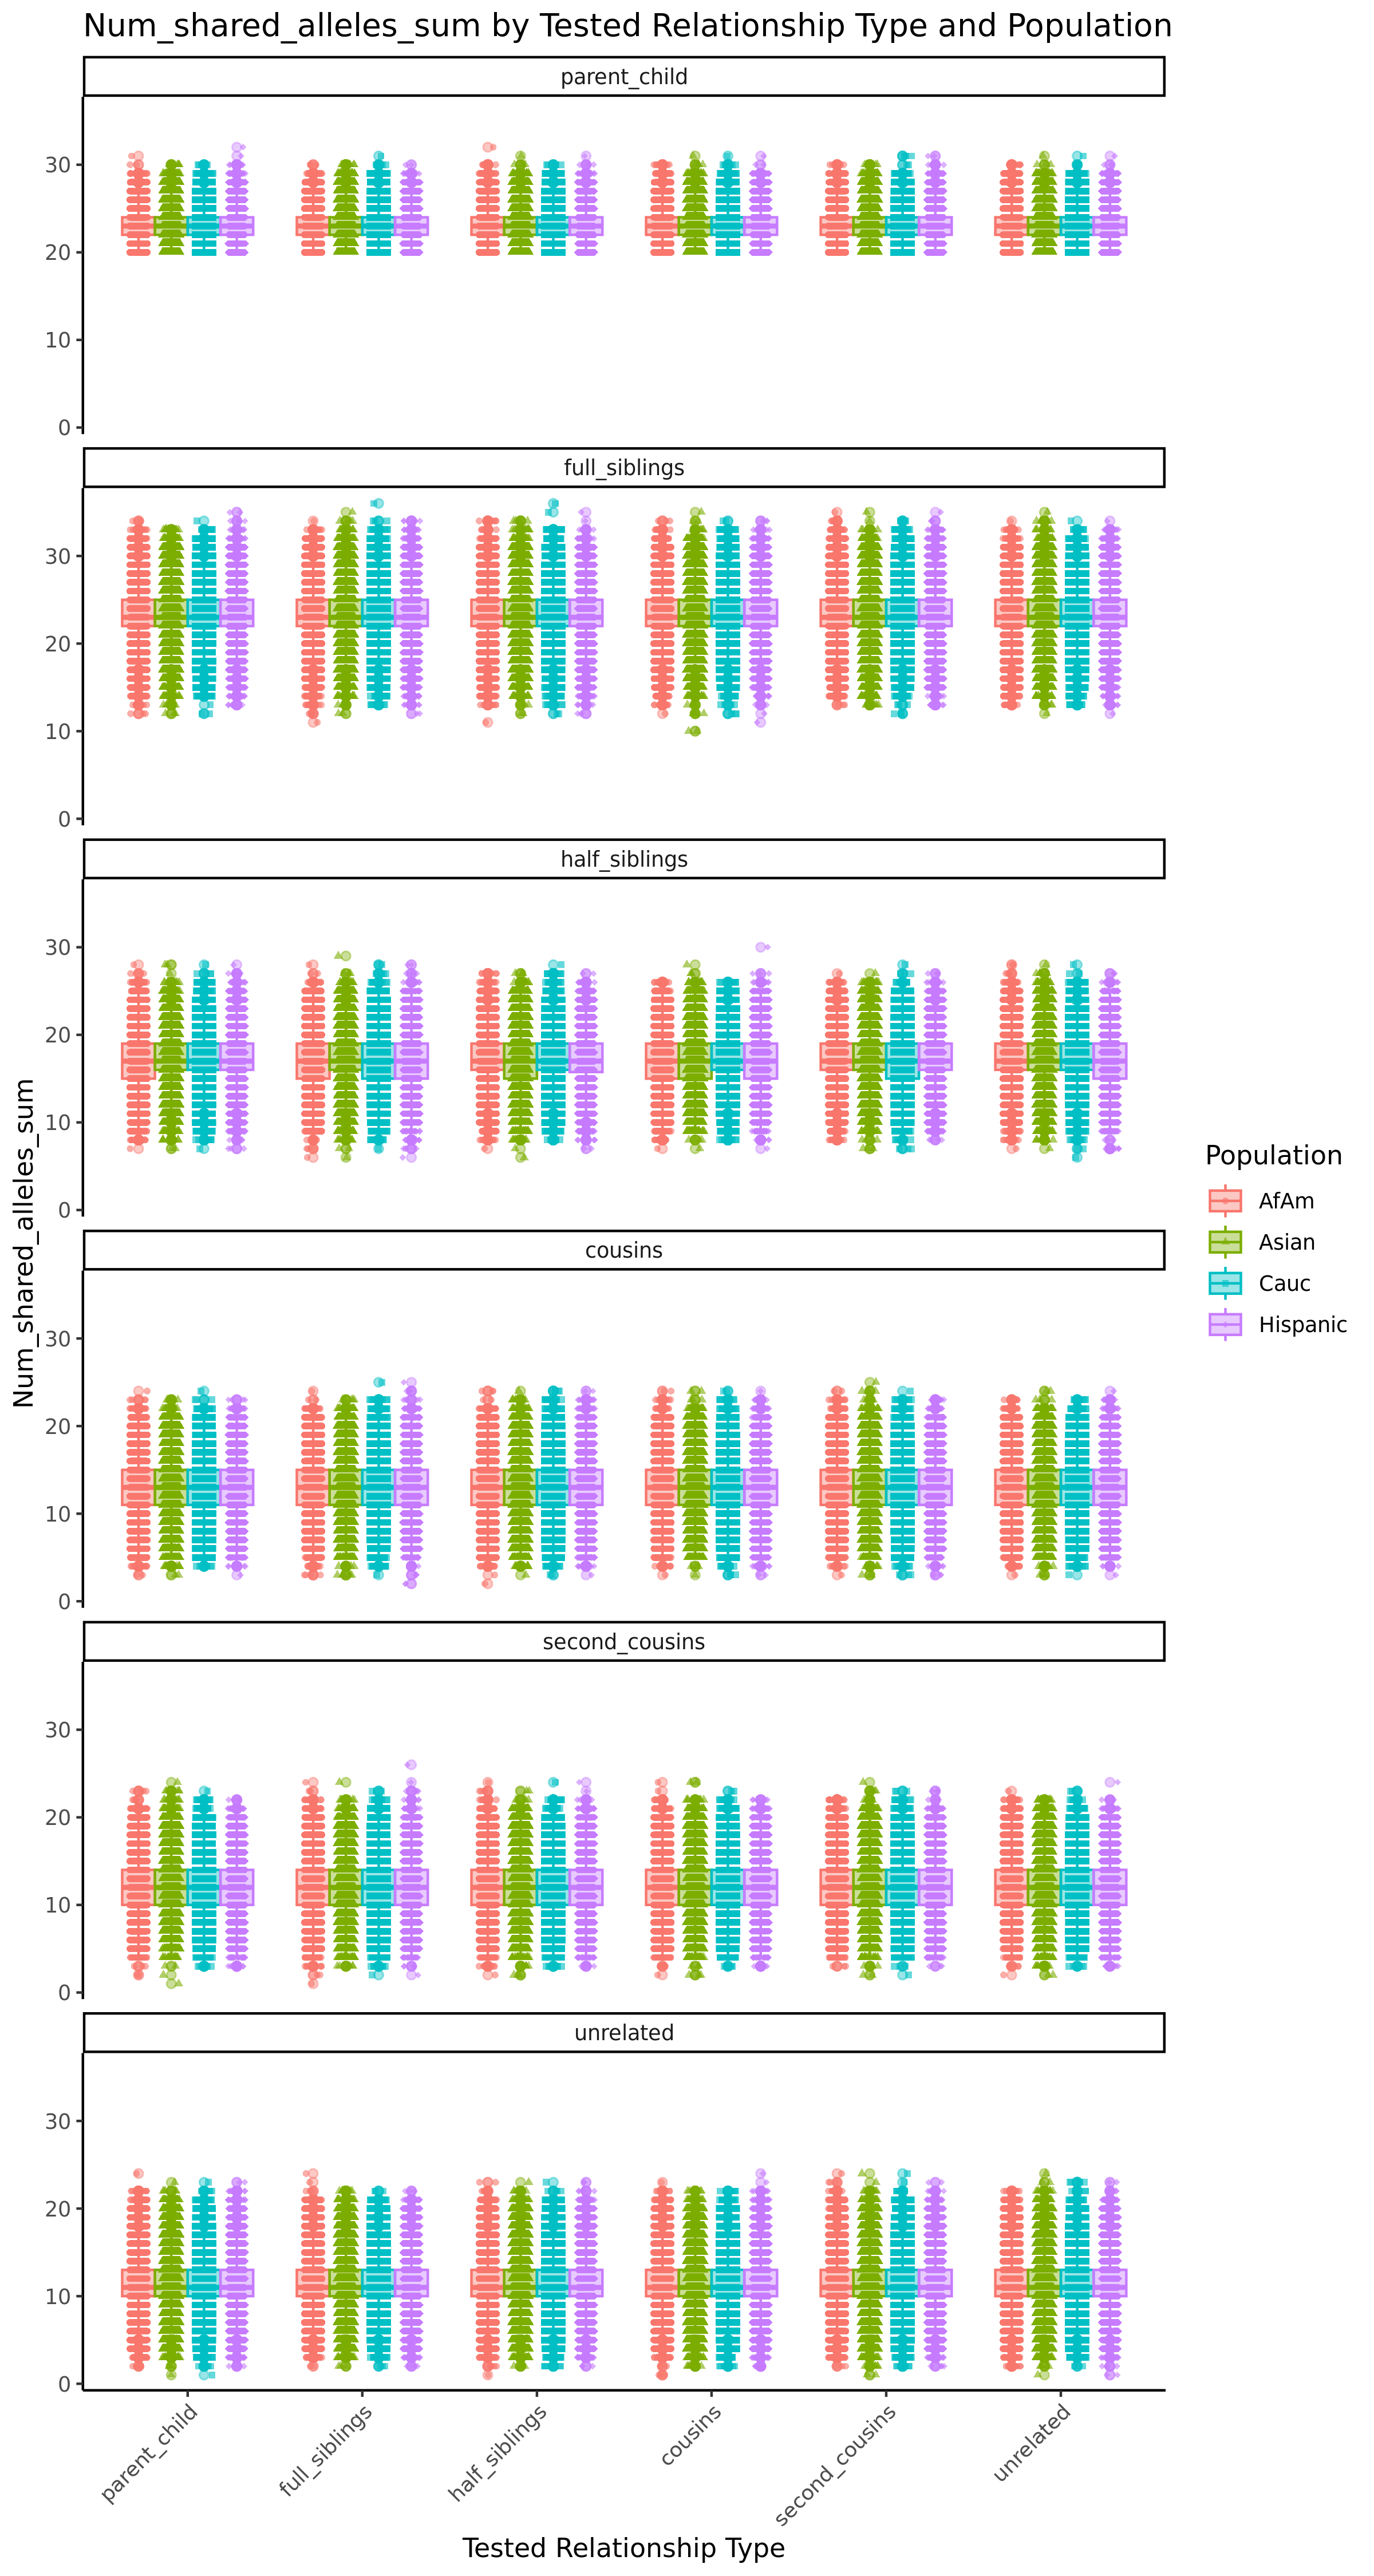 Num_shared_alleles_sum by Tested Relationship Type and Population
parent_child
30
20
10
0
full_siblings
30
20
10
0
half_siblings
30
20
10
0
cousins
30
20
10
0
second_cousins
30
20
10
0
unrelated
30
20
10
0
Num_shared_alleles_sum
parent_child
full_siblings
half_siblings
cousins
second_cousins
unrelated
Tested Relationship Type
Population
AfAm
Asian
Cauc
Hispanic